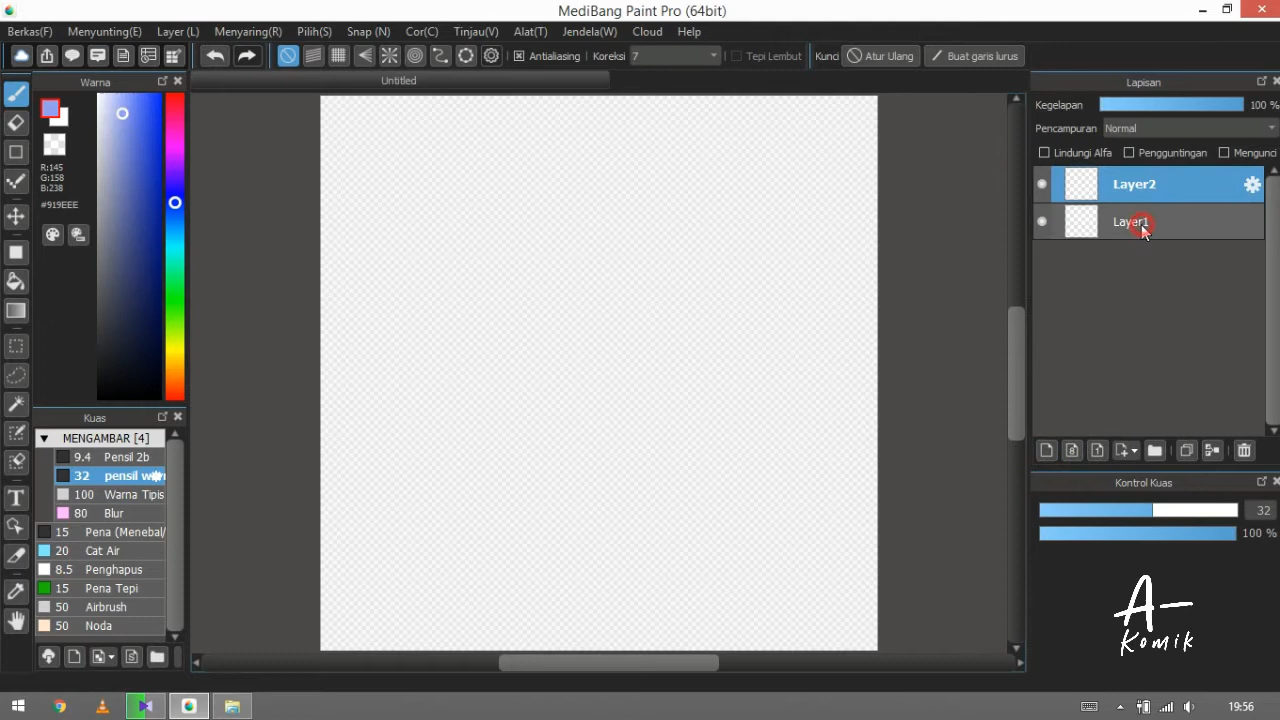 MediBang Paint Pro (64bit)
Berkas(F) Menyunting(E) Layer (L) Menyaring(R) Pilih(S) Snap (N) Cor(C) Tinjau(V) Alat(T) Jendela(W) Cloud Help
Antialiasing Koreksi 7 Tepi Lembut Kunci Atur Ulang Buat garis lurus
Warna
Untitled
Lapisan
R:145
G:158
B:238
#919EEE
Kegelapan 100 %
Pencampuran Normal
Lindungi Alfa Pengguntingan Mengunci
Layer2
Layer1
Kuas
MENGAMBAR [4]
9.4 Pensil 2b
32 pensil
100 Warna Tipis
80 Blur
15 Pena (Menebal/
20 Cat Air
8.5 Penghapus
15 Pena Tepi
50 Airbrush
50 Noda
Kontrol Kuas
32
100 %
A-
Komik
19:56